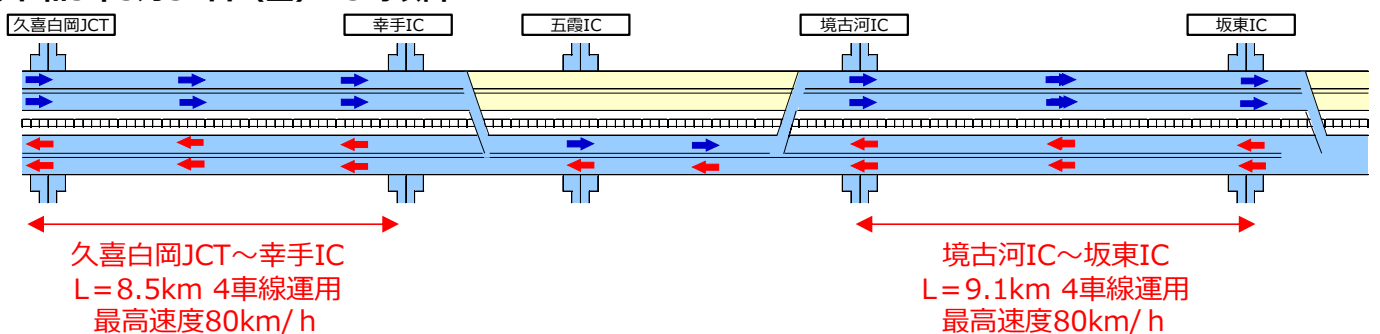 久喜白岡JCT
幸手IC
五霞IC
境古河IC
坂東IC
久喜白岡JCT～幸手IC
L＝8.5km 4車線運用
最高速度80km/h
境古河IC～坂東IC
L＝9.1km 4車線運用
最高速度80km/h